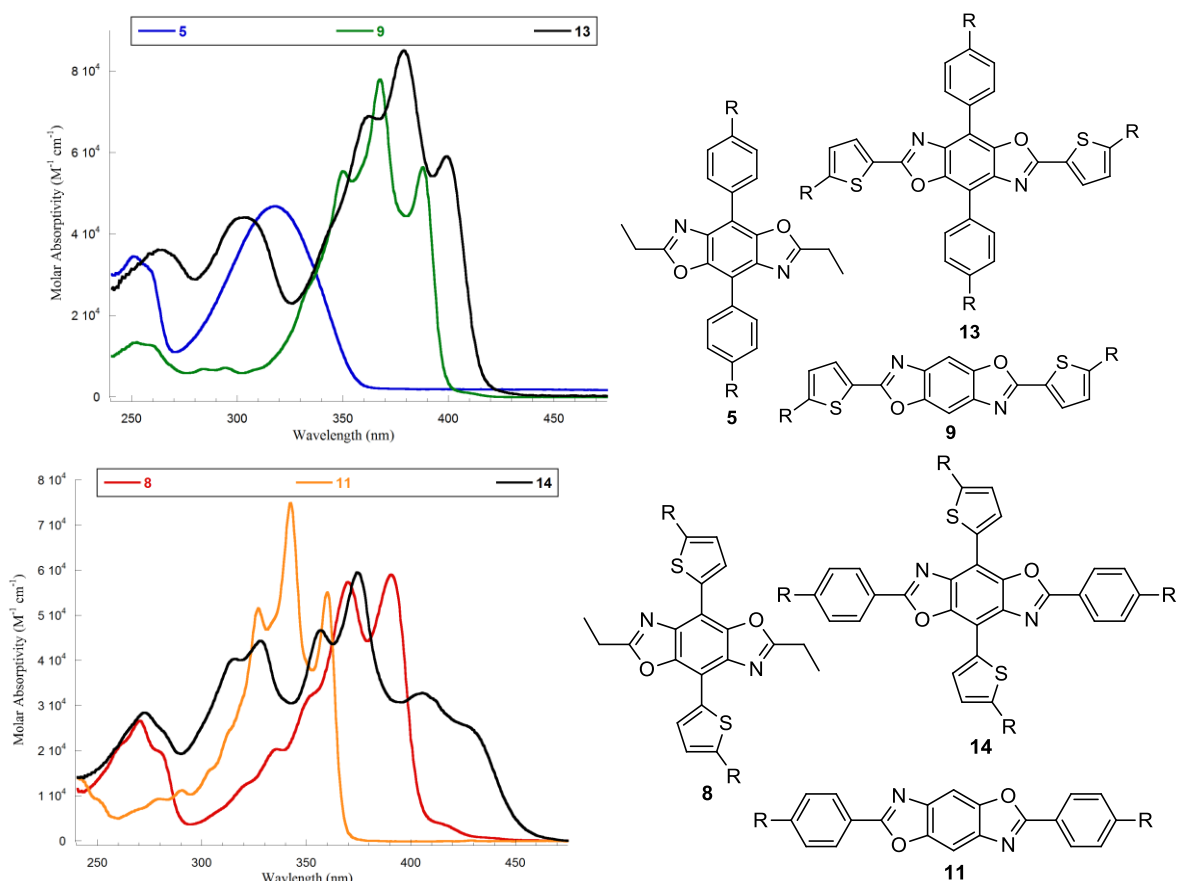 5 9 13
8 10⁴
6 10⁴
4 10⁴
2 10⁴
0
Molar Absorptivity (M⁻¹ cm⁻¹)
250 300 350 400 450
Wavelength (nm)
R
N
O
O
N
R
5
R
S
R
N
O
O
N
S
R
R
13
R
S
N
O
O
N
S
R
9
8 11 14
8 10⁴
7 10⁴
6 10⁴
5 10⁴
4 10⁴
3 10⁴
2 10⁴
1 10⁴
0
Molar Absorptivity (M⁻¹ cm⁻¹)
250 300 350 400 450
Wavelength (nm)
R
S
N
O
O
N
S
R
8
R
S
R
N
O
O
N
R
S
R
14
R
N
O
O
N
R
11